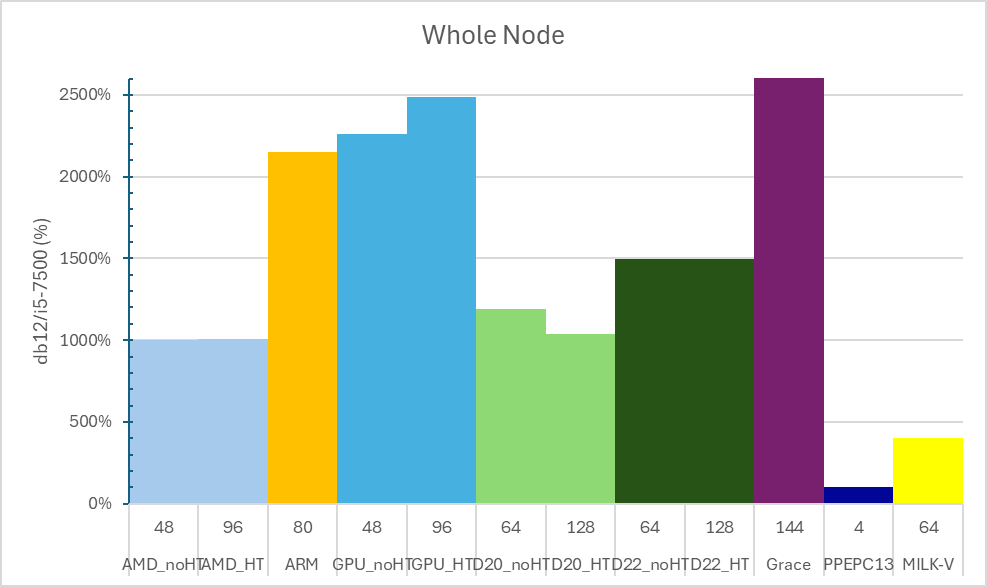 Whole Node
db12/i5-7500 (%)
2500%
2000%
1500%
1000%
500%
0%
48 96 80 48 96 64 128 64 128 144 4 64
AMD_noHT AMD_HT ARM GPU_noHT GPU_HT D20_noHT D20_HT D22_noHT D22_HT Grace PPEPC13 MILK-V